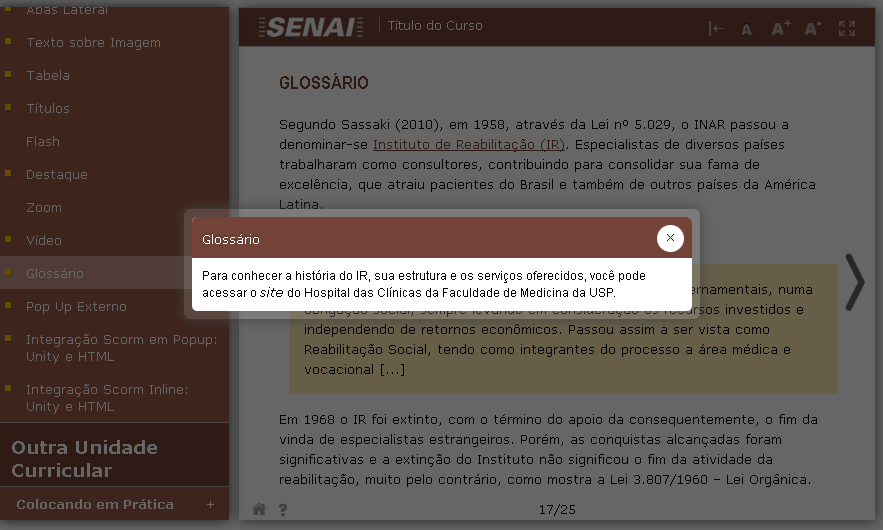 Abas Lateral
Texto sobre Imagem
Tabela
Títulos
Flash
Destaque
Zoom
Vídeo
Glossário
Pop Up Externo
Integração Scorm em Popup:
Unity e HTML
Integração Scorm Inline:
Unity e HTML
Outra Unidade
Curricular
Colocando em Prática +
SENAI Título do Curso
A A+ A-
GLOSSÁRIO
Segundo Sassaki (2010), em 1958, através da Lei nº 5.029, o INAR passou a
denominar-se Instituto de Reabilitação (IR). Especialistas de diversos países
trabalharam como consultores, contribuindo para consolidar sua fama de
excelência, que atraiu pacientes do Brasil e também de outros países da América
Latina.
Glossário ×
Para conhecer a história do IR, sua estrutura e os serviços oferecidos, você pode
acessar o site do Hospital das Clínicas da Faculdade de Medicina da USP.
numa
obrigação social, sempre levando em consideração os recursos investidos e
independendo de retornos econômicos. Passou assim a ser vista como
Reabilitação Social, tendo como integrantes do processo a área médica e
vocacional [...]
Em 1968 o IR foi extinto, com o término do apoio da consequentemente, o fim da
vinda de especialistas estrangeiros. Porém, as conquistas alcançadas foram
significativas e a extinção do Instituto não significou o fim da atividade da
reabilitação, muito pelo contrário, como mostra a Lei 3.807/1960 – Lei Orgânica.
? 17/25